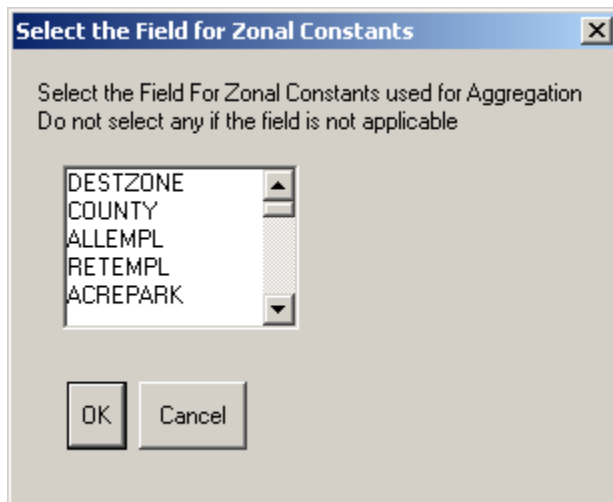 Select the Field for Zonal Constants
Select the Field For Zonal Constants used for Aggregation
Do not select any if the field is not applicable
DESTZONE
COUNTY
ALLEMPL
RETEMPL
ACREPARK
OK Cancel